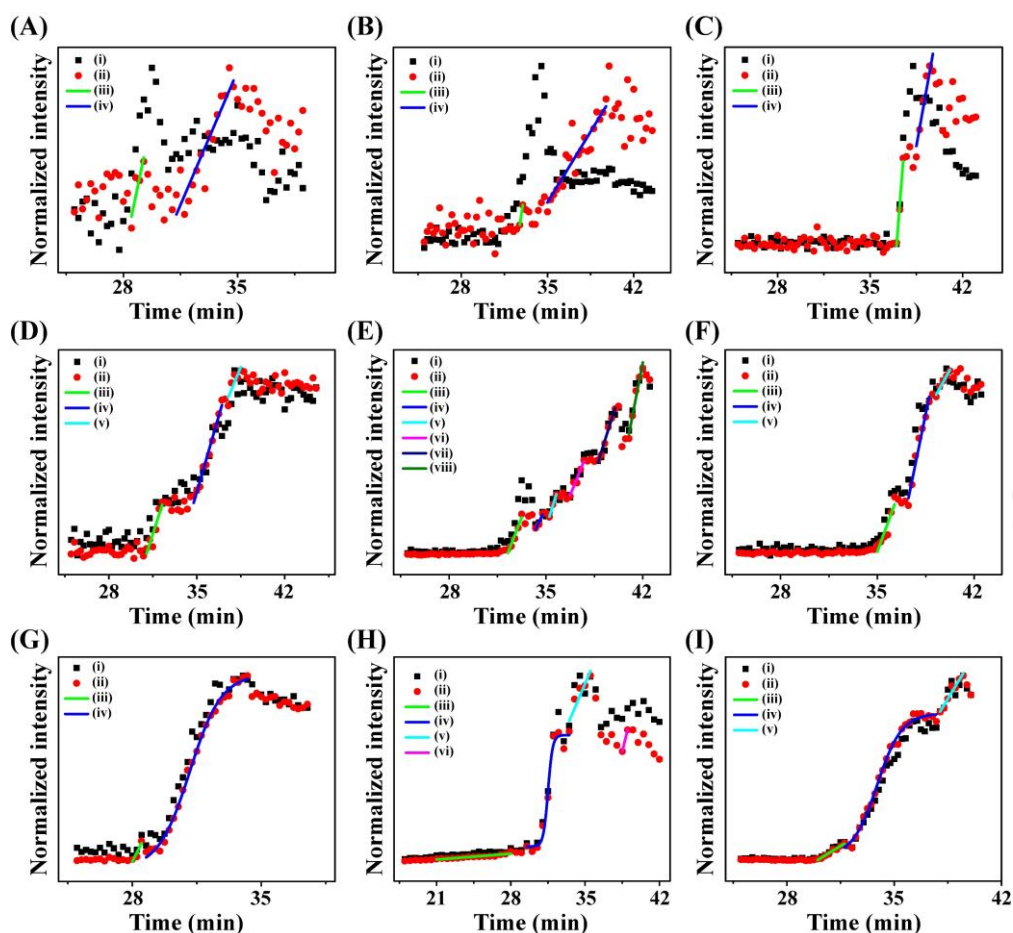 (A)
Normalized intensity
(i)
(ii)
(iii)
(iv)
28 35
Time (min)
(B)
Normalized intensity
(i)
(ii)
(iii)
(iv)
28 35 42
Time (min)
(C)
Normalized intensity
(i)
(ii)
(iii)
(iv)
28 35 42
Time (min)
(D)
Normalized intensity
(i)
(ii)
(iii)
(iv)
(v)
28 35 42
Time (min)
(E)
Normalized intensity
(i)
(ii)
(iii)
(iv)
(v)
(vi)
(vii)
(viii)
28 35 42
Time (min)
(F)
Normalized intensity
(i)
(ii)
(iii)
(iv)
(v)
28 35 42
Time (min)
(G)
Normalized intensity
(i)
(ii)
(iii)
(iv)
28 35
Time (min)
(H)
Normalized intensity
(i)
(ii)
(iii)
(iv)
(v)
(vi)
21 28 35 42
Time (min)
(I)
Normalized intensity
(i)
(ii)
(iii)
(iv)
(v)
28 35 42
Time (min)